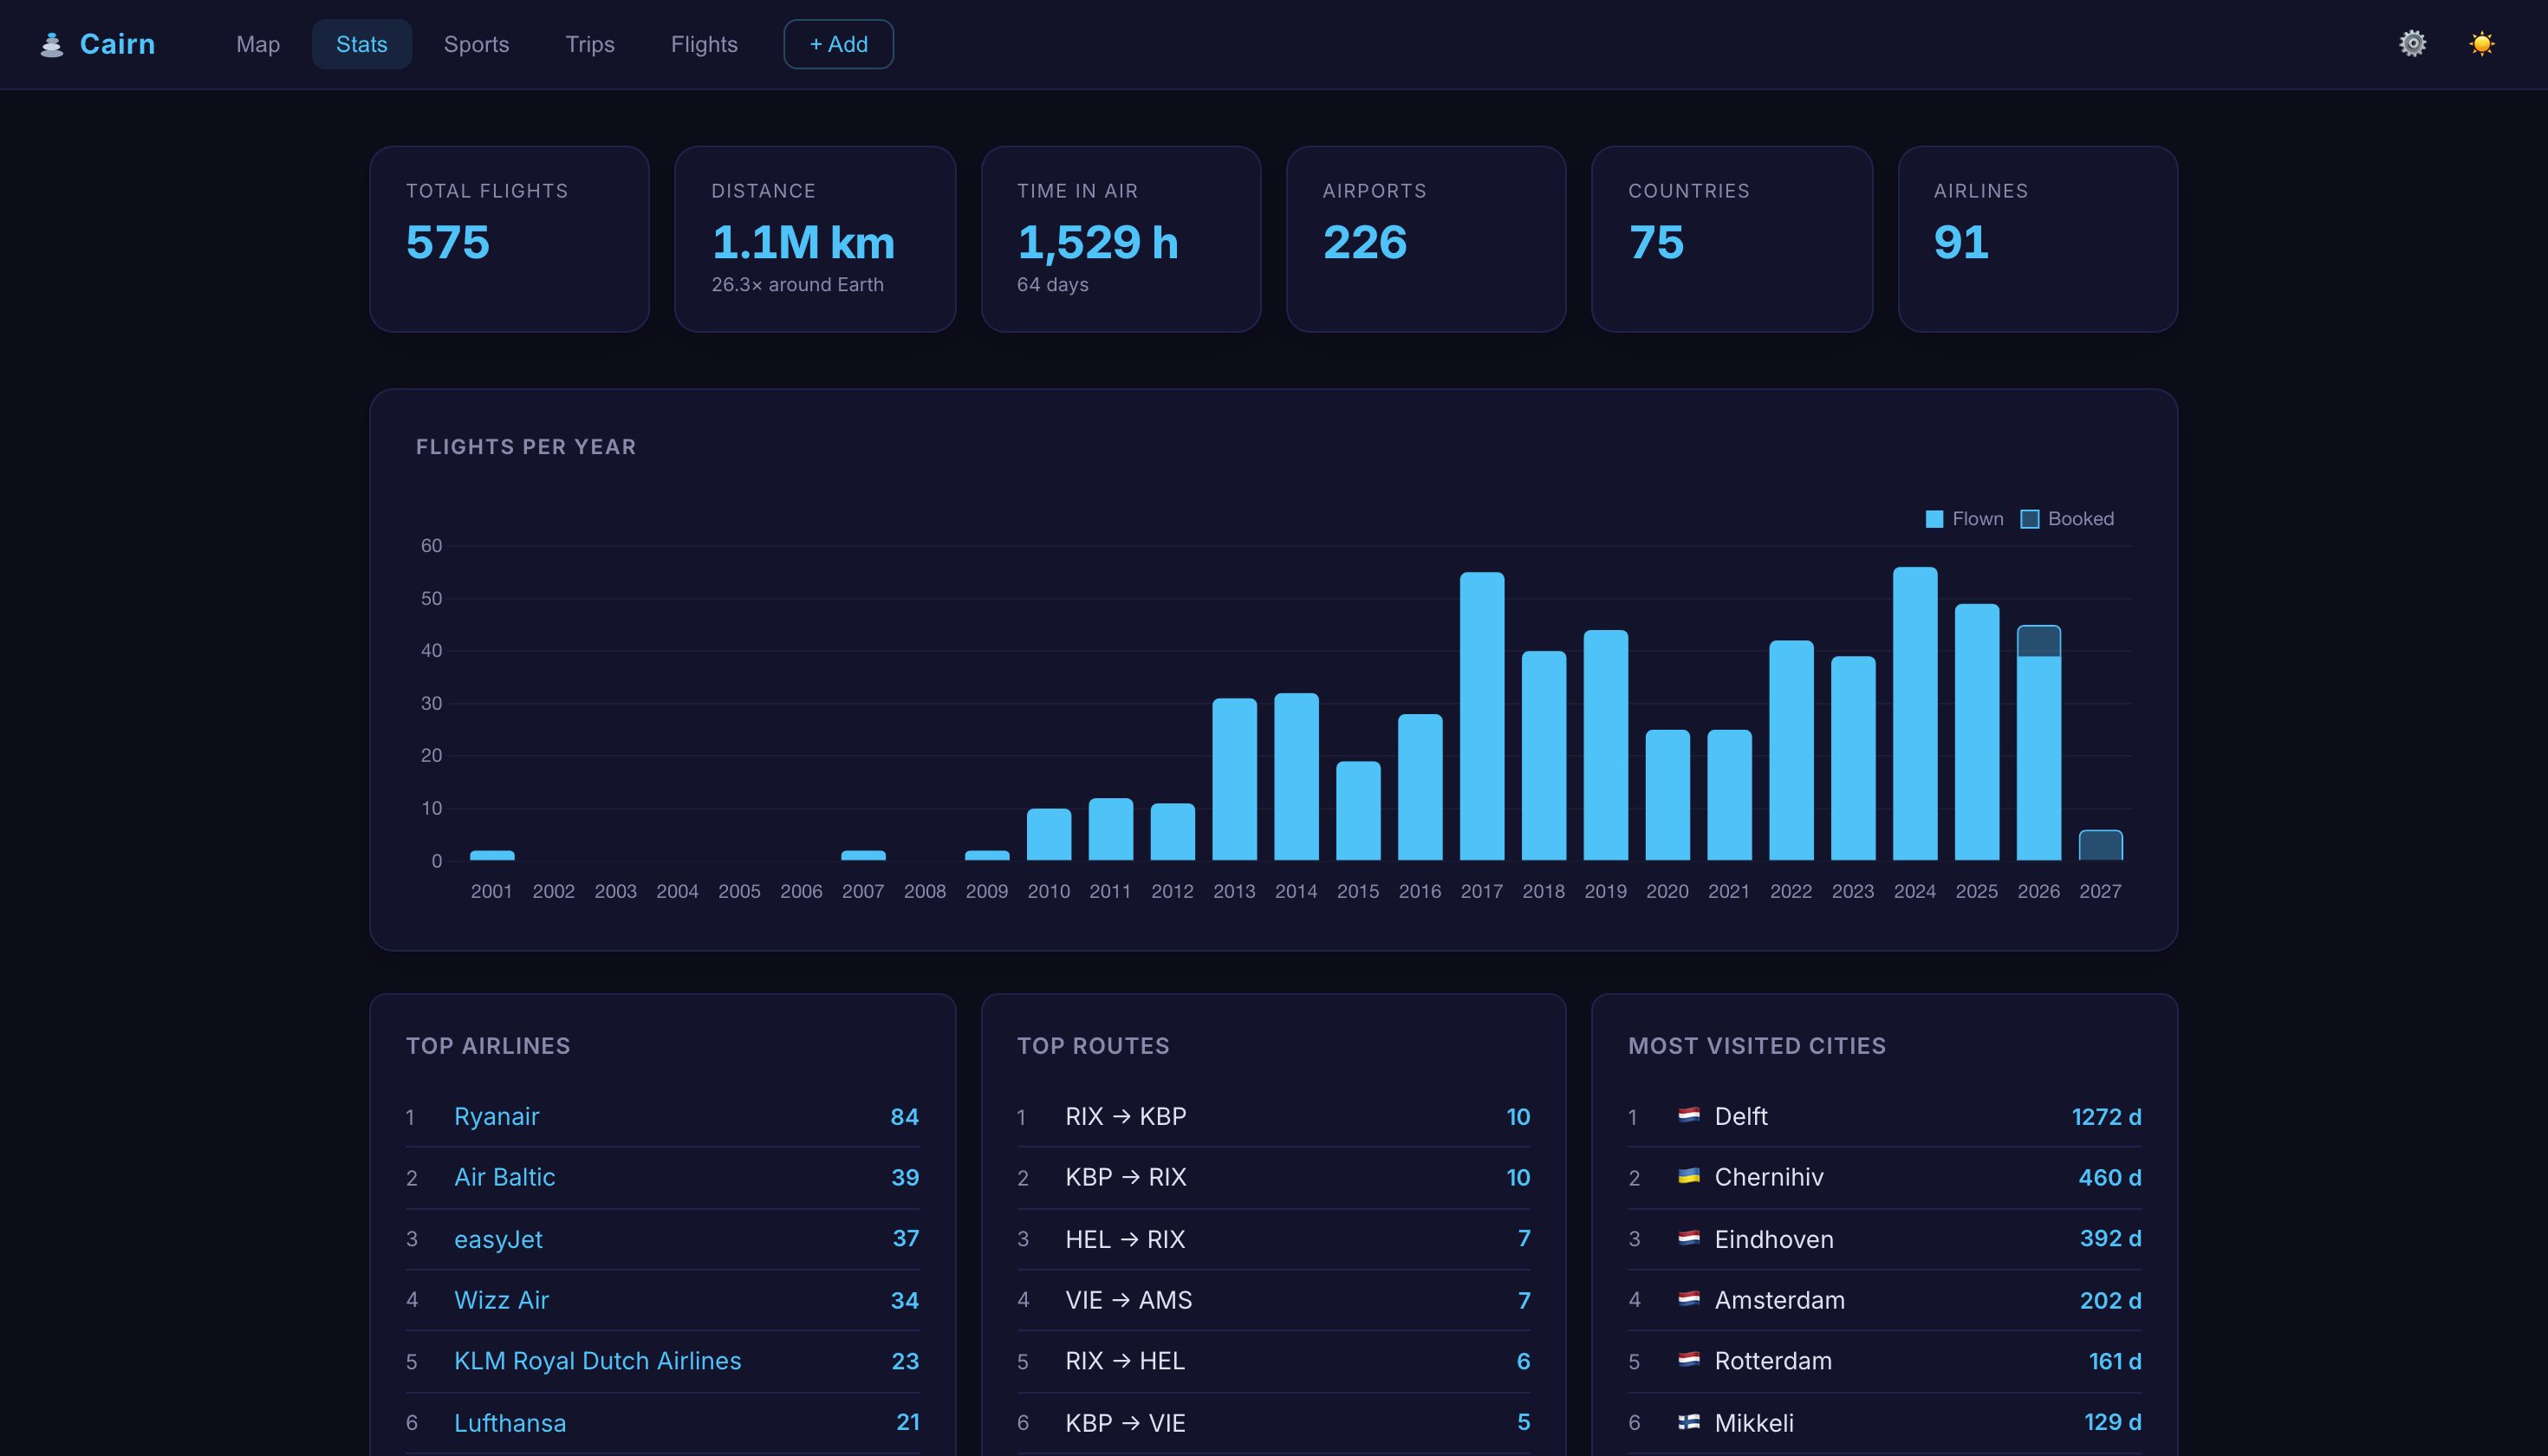 Cairn Map Stats Sports Trips Flights + Add
TOTAL FLIGHTS
575
DISTANCE
1.1M km
26.3× around Earth
TIME IN AIR
1,529 h
64 days
AIRPORTS
226
COUNTRIES
75
AIRLINES
91
FLIGHTS PER YEAR
Flown Booked
60
50
40
30
20
10
0
2001 2002 2003 2004 2005 2006 2007 2008 2009 2010 2011 2012 2013 2014 2015 2016 2017 2018 2019 2020 2021 2022 2023 2024 2025 2026 2027
TOP AIRLINES
1 Ryanair 84
2 Air Baltic 39
3 easyJet 37
4 Wizz Air 34
5 KLM Royal Dutch Airlines 23
6 Lufthansa 21
TOP ROUTES
1 RIX → KBP 10
2 KBP → RIX 10
3 HEL → RIX 7
4 VIE → AMS 7
5 RIX → HEL 6
6 KBP → VIE 5
MOST VISITED CITIES
1 Delft 1272 d
2 Chernihiv 460 d
3 Eindhoven 392 d
4 Amsterdam 202 d
5 Rotterdam 161 d
6 Mikkeli 129 d